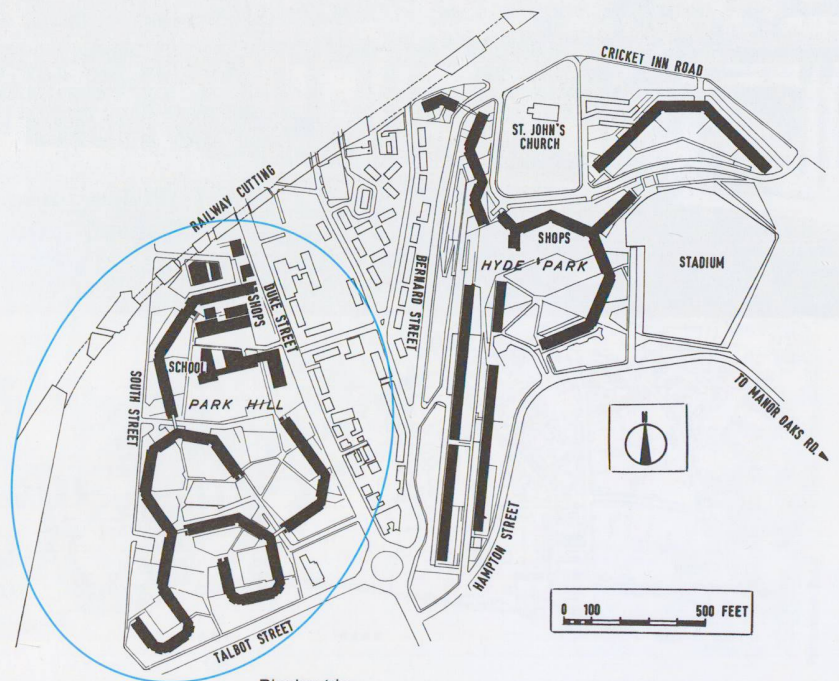 CRICKET INN ROAD
ST. JOHN'S
CHURCH
RAILWAY CUTTING
BERNARD STREET
SHOPS
HYDE PARK
STADIUM
SHOPS
DUKE STREET
SCHOOL
SOUTH STREET
PARK HILL
TO MANOR OAKS RD.
N
HAMPTON STREET
0 100 500 FEET
TALBOT STREET